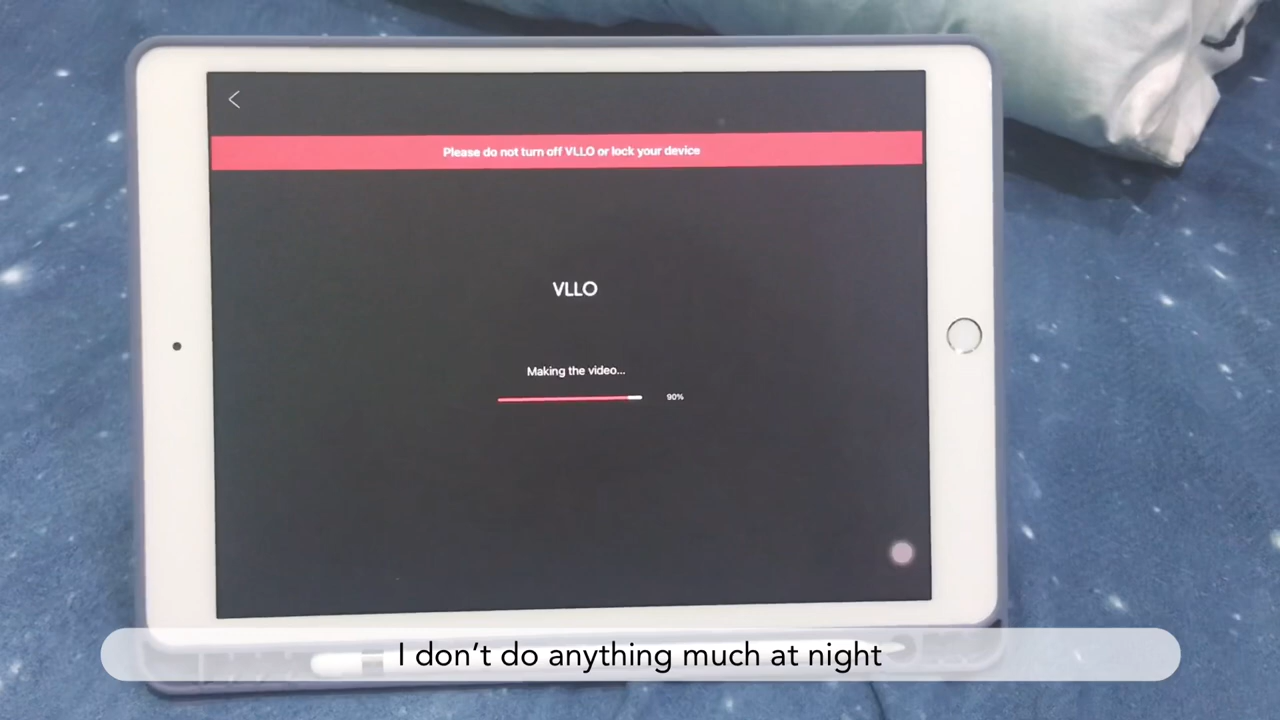 Please do not turn off VLLO or lock your device
VLLO
Making the video...
90%
I don't do anything much at night